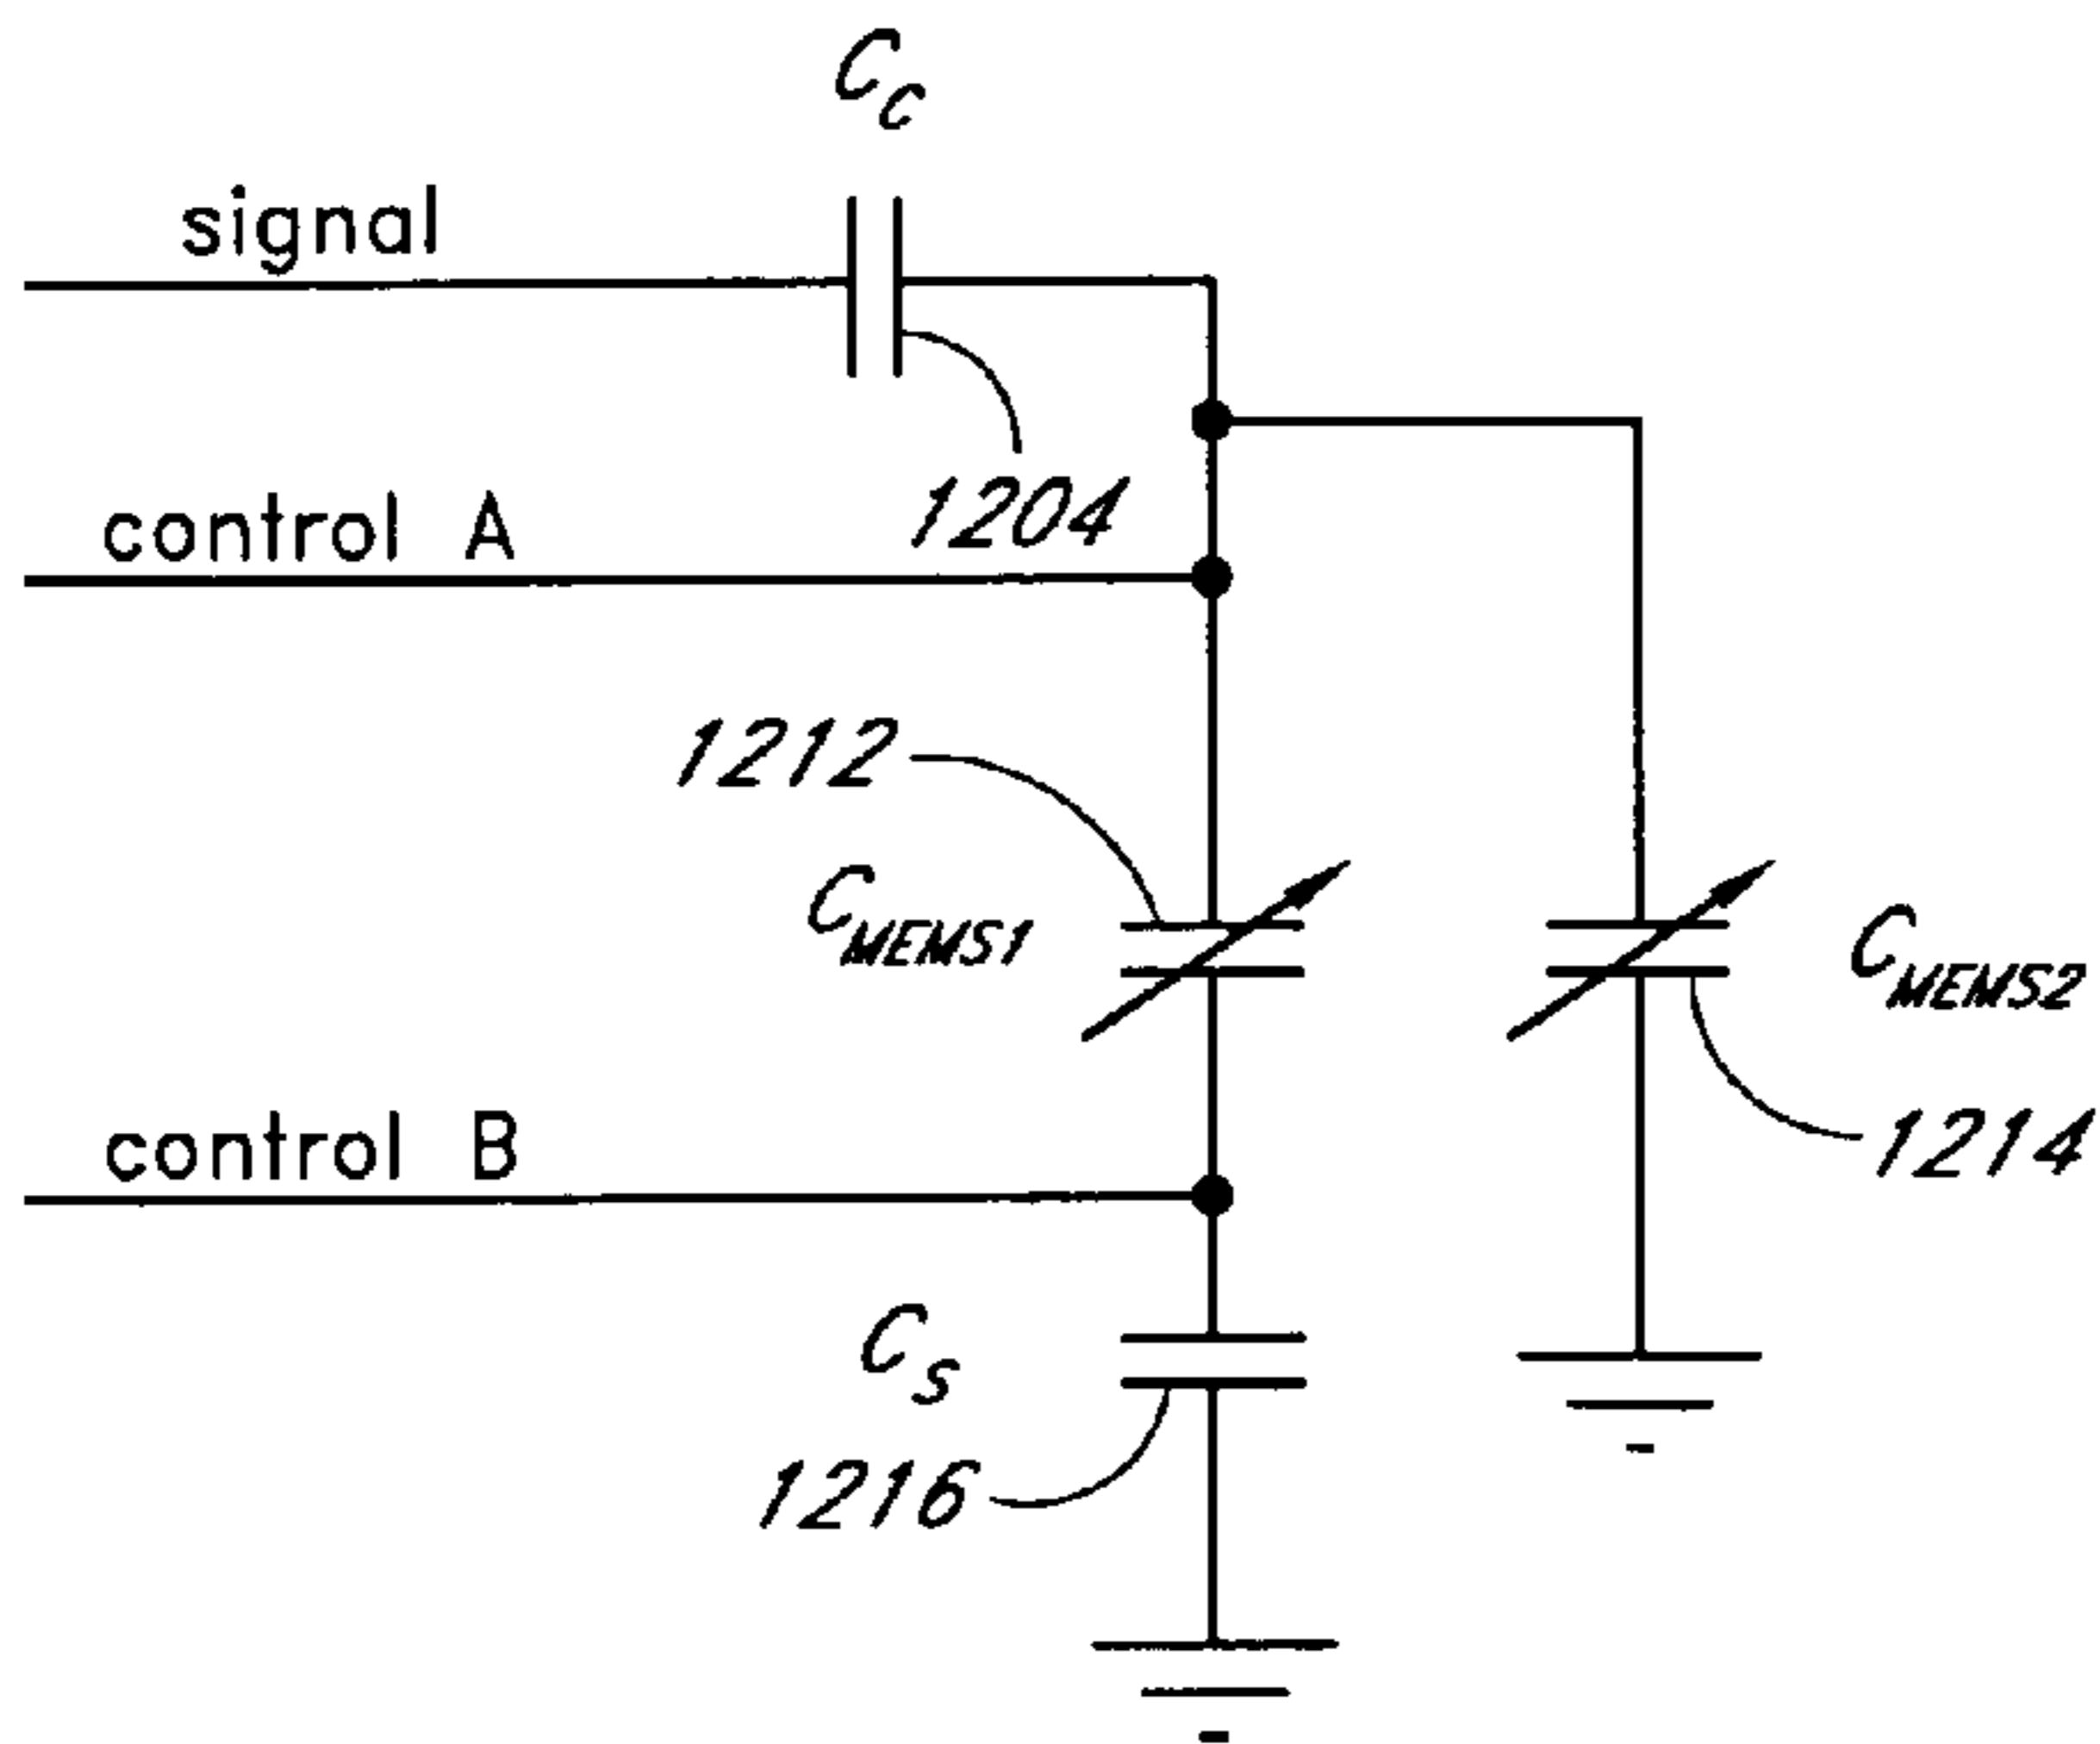 C_C
signal
1204
control A
1212
C_MEMS1
C_MEMS2
control B
1214
C_S
1216